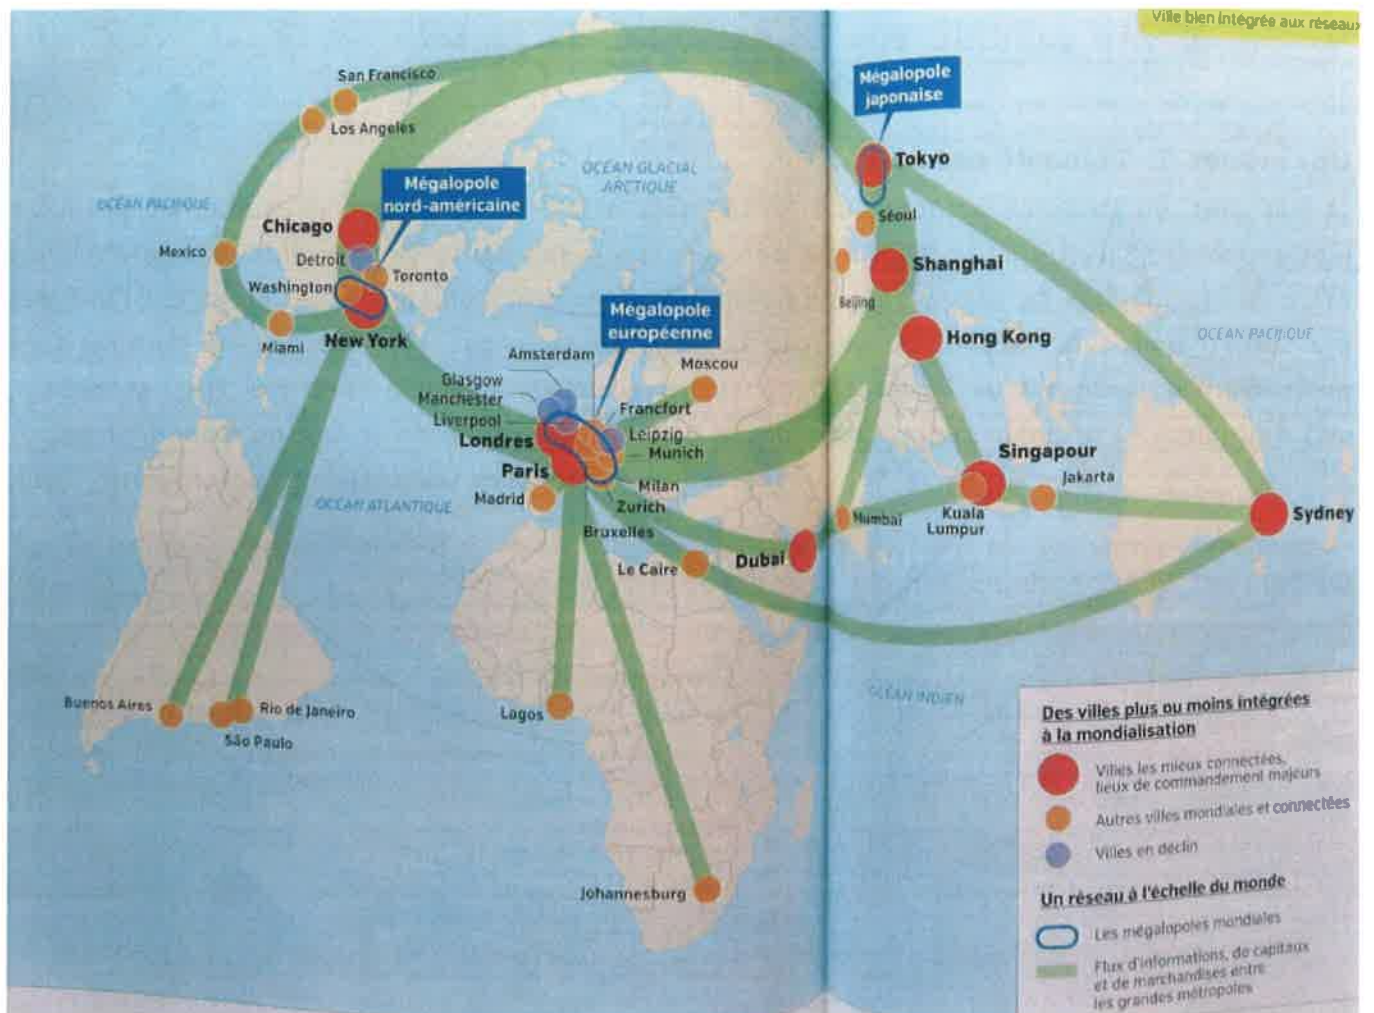 Ville bien intégrée aux réseaux
San Francisco
Los Angeles
Mégalopole
japonaise
Tokyo
OCÉAN GLACIAL
ARCTIQUE
OCÉAN PACIFIQUE
Mégalopole
nord-américaine
Chicago
Detroit
Toronto
Mexico
Washington
New York
Miami
Séoul
Shanghai
Beijing
Hong Kong
OCÉAN PACIFIQUE
Mégalopole
européenne
Amsterdam
Moscou
Glasgow
Manchester
Liverpool
Francfort
Leipzig
Londres
Munich
Paris
Milan
Madrid
Zurich
Bruxelles
OCÉAN ATLANTIQUE
Singapour
Jakarta
Kuala
Lumpur
Mumbai
Sydney
Dubai
Le Caire
Buenos Aires
Rio de Janeiro
São Paulo
Lagos
OCÉAN INDIEN
Johannesburg
Des villes plus ou moins intégrées
à la mondialisation
Villes les mieux connectées,
lieux de commandement majeurs
Autres villes mondiales et connectées
Villes en déclin
Un réseau à l'échelle du monde
Les mégalopoles mondiales
Flux d'informations, de capitaux
et de marchandises entre
les grandes métropoles